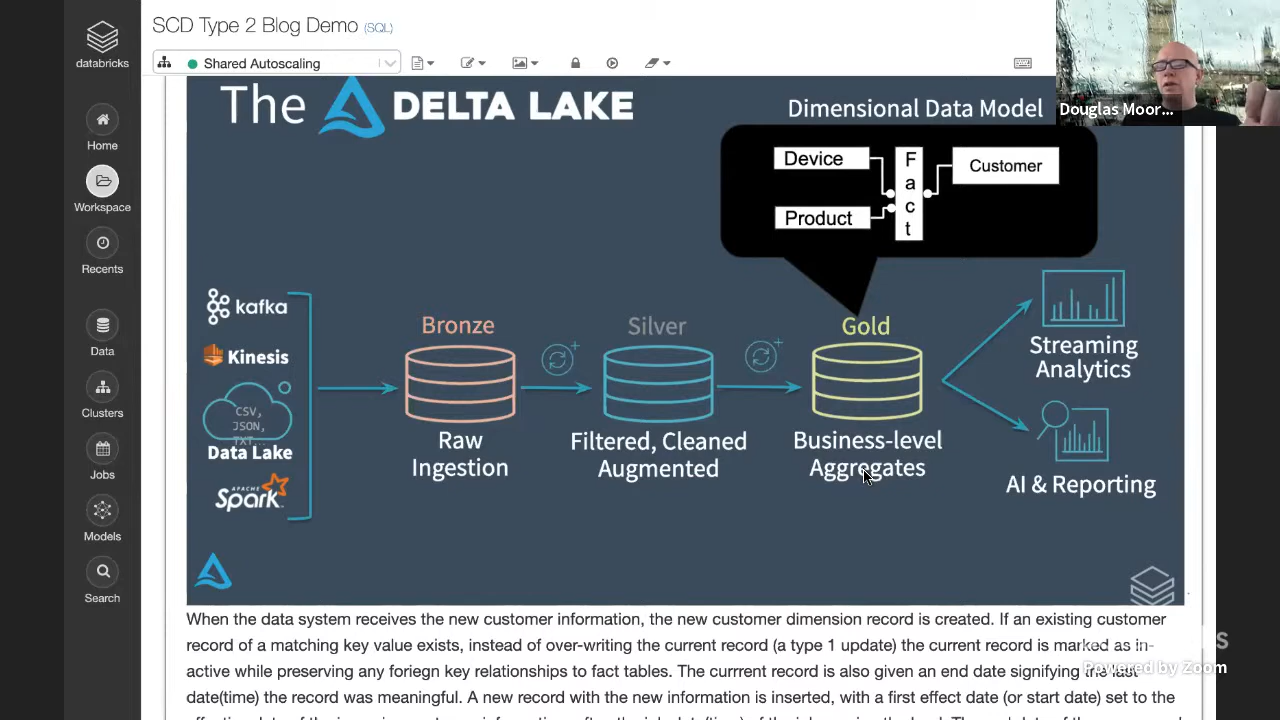 SCD Type 2 Blog Demo (SQL)
databricks
Shared Autoscaling
Home
Workspace
Recents
Data
Clusters
Jobs
Models
Search
Douglas Moor...
The DELTA LAKE
Dimensional Data Model
Device
Product
Fact
Customer
kafka
Kinesis
CSV,
JSON,
TXT...
Data Lake
APACHE
Spark
Bronze
Silver
Gold
Raw
Ingestion
Filtered, Cleaned
Augmented
Business-level
Aggregates
Streaming
Analytics
AI & Reporting
When the data system receives the new customer information, the new customer dimension record is created. If an existing customer
record of a matching key value exists, instead of over-writing the current record (a type 1 update) the current record is marked as in-
active while preserving any foriegn key relationships to fact tables. The currrent record is also given an end date signifying the last
date(time) the record was meaningful. A new record with the new information is inserted, with a first effect date (or start date) set to the
Powered by Zoom